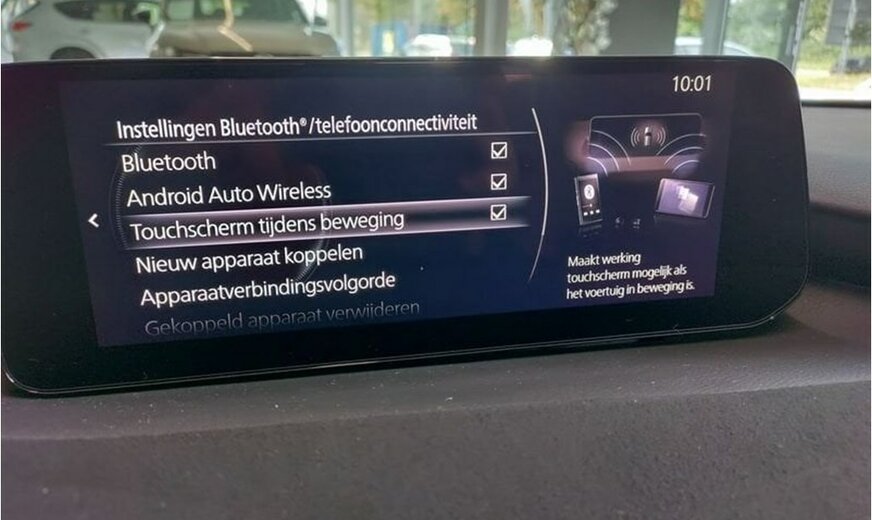 10:01
Instellingen Bluetooth®/telefoonconnectiviteit
Bluetooth
Android Auto Wireless
Touchscherm tijdens beweging
Nieuw apparaat koppelen
Apparaatverbindingsvolgorde
Gekoppeld apparaat verwijderen
Maakt werking
touchscherm mogelijk als
het voertuig in beweging is.